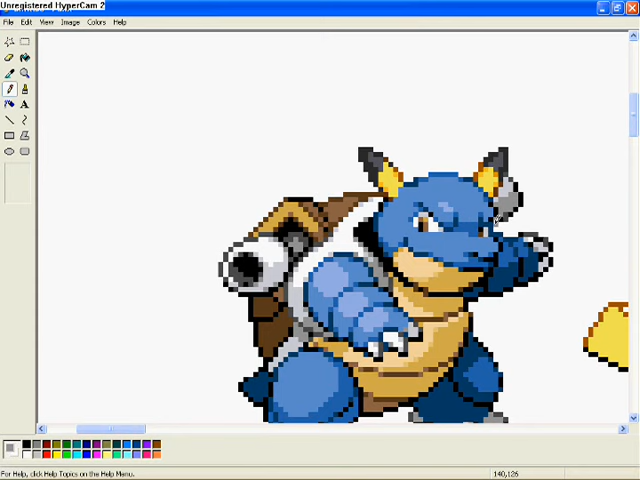 Unregistered HyperCam 2
File Edit View Image Colors Help
A
For Help, click Help Topics on the Help Menu.
140,126